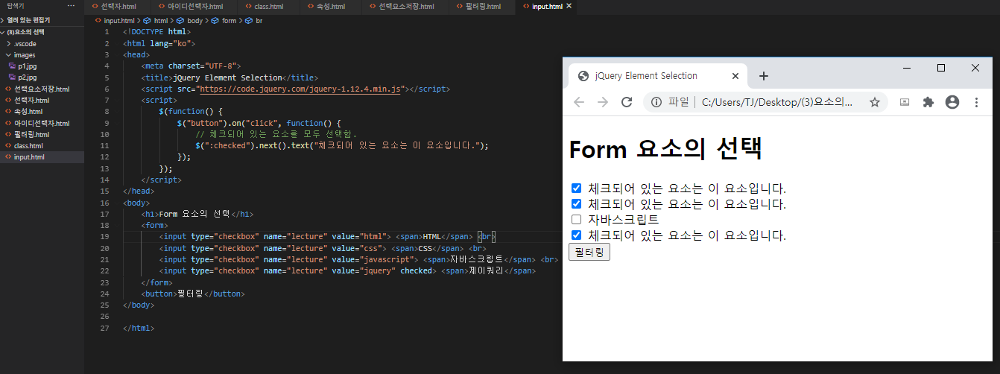 탐색기 ···
선택자.html 아이디선택자.html class.html 속성.html 선택요소저장.html 필터링.html input.html
열려 있는 편집기
(3)요소의 선택
.vscode
images
p1.jpg
p2.jpg
선택요소저장.html
선택자.html
속성.html
아이디선택자.html
필터링.html
class.html
input.html
input.html > html > body > form > br
1 <!DOCTYPE html>
2 <html lang="ko">
3 <head>
4 <meta charset="UTF-8">
5 <title>jQuery Element Selection</title>
6 <script src="https://code.jquery.com/jquery-1.12.4.min.js"></script>
7 <script>
8 $(function() {
9 $("button").on("click", function() {
10 // 체크되어 있는 요소을 모두 선택함.
11 $(":checked").next().text("체크되어 있는 요소는 이 요소입니다.");
12 });
13 });
14 </script>
15 </head>
16 <body>
17 <h1>Form 요소의 선택</h1>
18 <form>
19 <input type="checkbox" name="lecture" value="html"> <span>HTML</span> <br>
20 <input type="checkbox" name="lecture" value="css"> <span>CSS</span> <br>
21 <input type="checkbox" name="lecture" value="javascript"> <span>자바스크립트</span> <br>
22 <input type="checkbox" name="lecture" value="jquery" checked> <span>제이쿼리</span>
23 </form>
24 <button>필터링</button>
25 </body>
26
27 </html>
jQuery Element Selection
파일 | C:/Users/TJ/Desktop/(3)요소의...
Form 요소의 선택
체크되어 있는 요소는 이 요소입니다.
체크되어 있는 요소는 이 요소입니다.
자바스크립트
체크되어 있는 요소는 이 요소입니다.
필터링